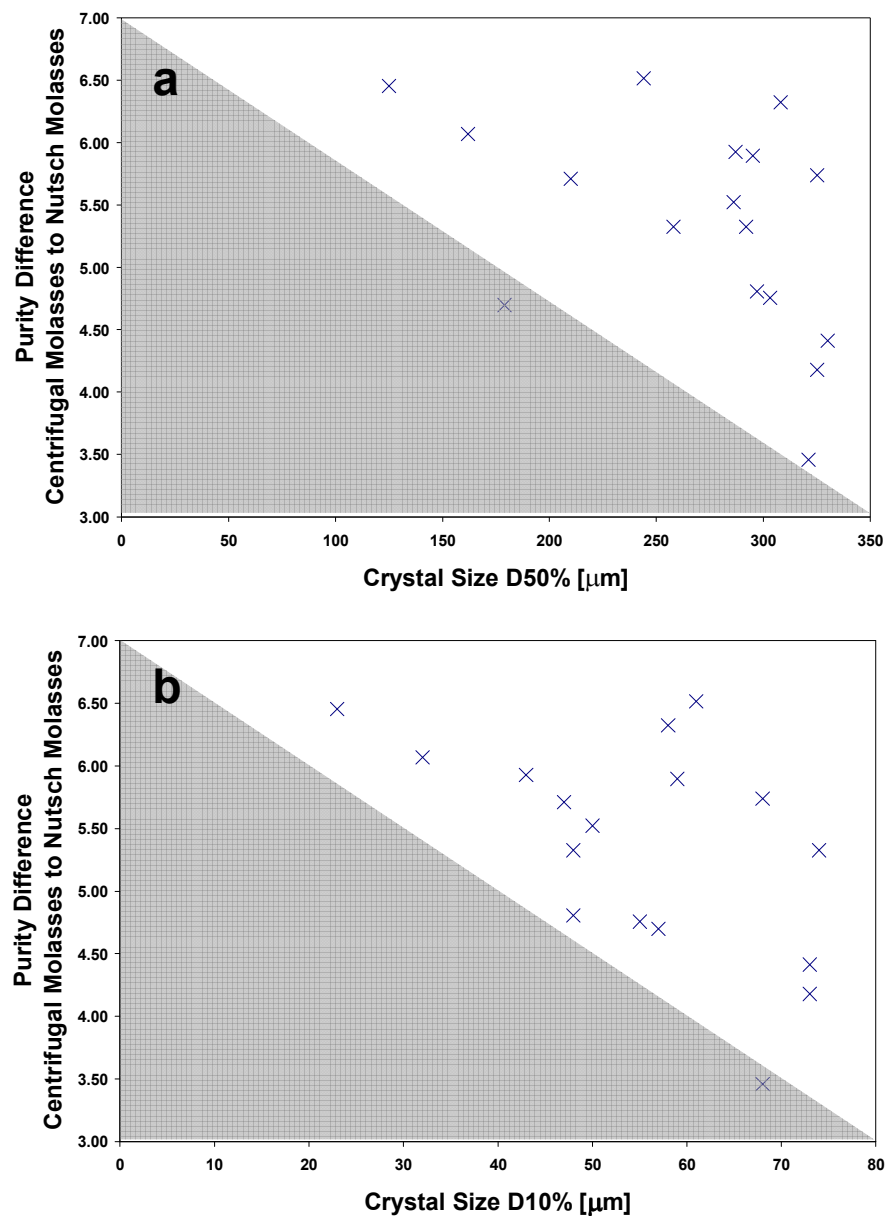 a
Purity Difference
Centrifugal Molasses to Nutsch Molasses
7.00
6.50
6.00
5.50
5.00
4.50
4.00
3.50
3.00
0 50 100 150 200 250 300 350
Crystal Size D50% [μm]
b
Purity Difference
Centrifugal Molasses to Nutsch Molasses
7.00
6.50
6.00
5.50
5.00
4.50
4.00
3.50
3.00
0 10 20 30 40 50 60 70 80
Crystal Size D10% [μm]